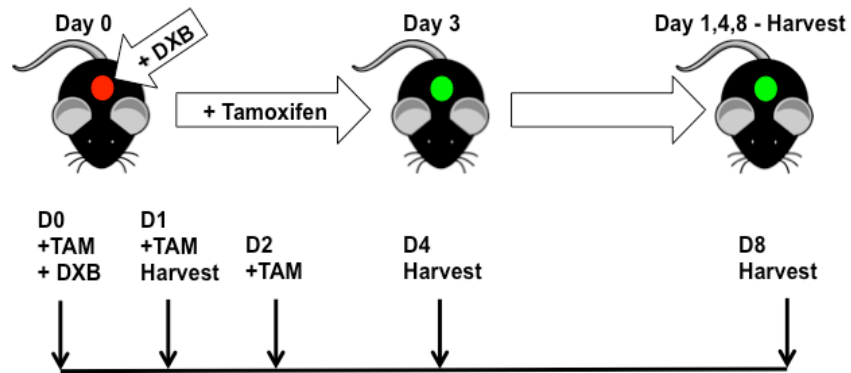 Day 0
Day 3
Day 1,4,8 - Harvest
+ DXB
+ Tamoxifen
D0
+TAM
+ DXB
D1
+TAM
Harvest
D2
+TAM
D4
Harvest
D8
Harvest